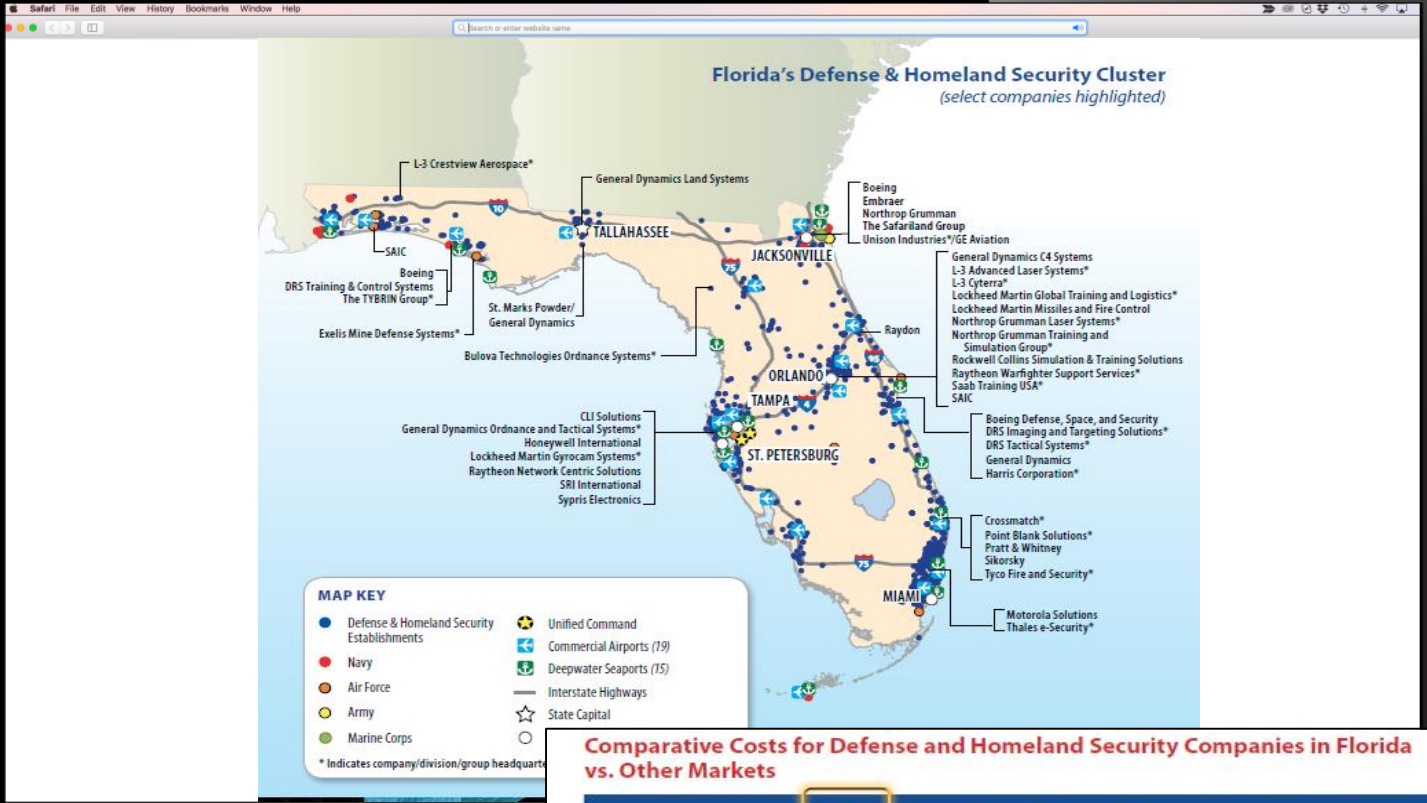 Safari File Edit View History Bookmarks Window Help
Search or enter website name
Florida's Defense & Homeland Security Cluster
(select companies highlighted)
L-3 Crestview Aerospace*
General Dynamics Land Systems
10
TALLAHASSEE
SAIC
Boeing
DRS Training & Control Systems
The TYBRIN Group*
Exelis Mine Defense Systems*
St. Marks Powder/
General Dynamics
Bulova Technologies Ordnance Systems*
Boeing
Embraer
Northrop Grumman
The Safariland Group
Unison Industries*/GE Aviation
JACKSONVILLE
75
General Dynamics C4 Systems
L-3 Advanced Laser Systems*
L-3 Cyterra*
Lockheed Martin Global Training and Logistics*
Lockheed Martin Missiles and Fire Control
Northrop Grumman Laser Systems*
Northrop Grumman Training and
Simulation Group*
Rockwell Collins Simulation & Training Solutions
Raytheon Warfighter Support Services*
Saab Training USA*
SAIC
Raydon
95
ORLANDO
TAMPA
4
ST. PETERSBURG
CLI Solutions
General Dynamics Ordnance and Tactical Systems*
Honeywell International
Lockheed Martin Gyrocam Systems*
Raytheon Network Centric Solutions
SRI International
Sypris Electronics
Boeing Defense, Space, and Security
DRS Imaging and Targeting Solutions*
DRS Tactical Systems*
General Dynamics
Harris Corporation*
Crossmatch*
Point Blank Solutions*
Pratt & Whitney
Sikorsky
Tyco Fire and Security*
75
MIAMI
Motorola Solutions
Thales e-Security*
MAP KEY
Defense & Homeland Security
Establishments
Navy
Air Force
Army
Marine Corps
Unified Command
Commercial Airports (19)
Deepwater Seaports (15)
Interstate Highways
State Capital
* Indicates company/division/group headquarte
Comparative Costs for Defense and Homeland Security Companies in Florida
vs. Other Markets